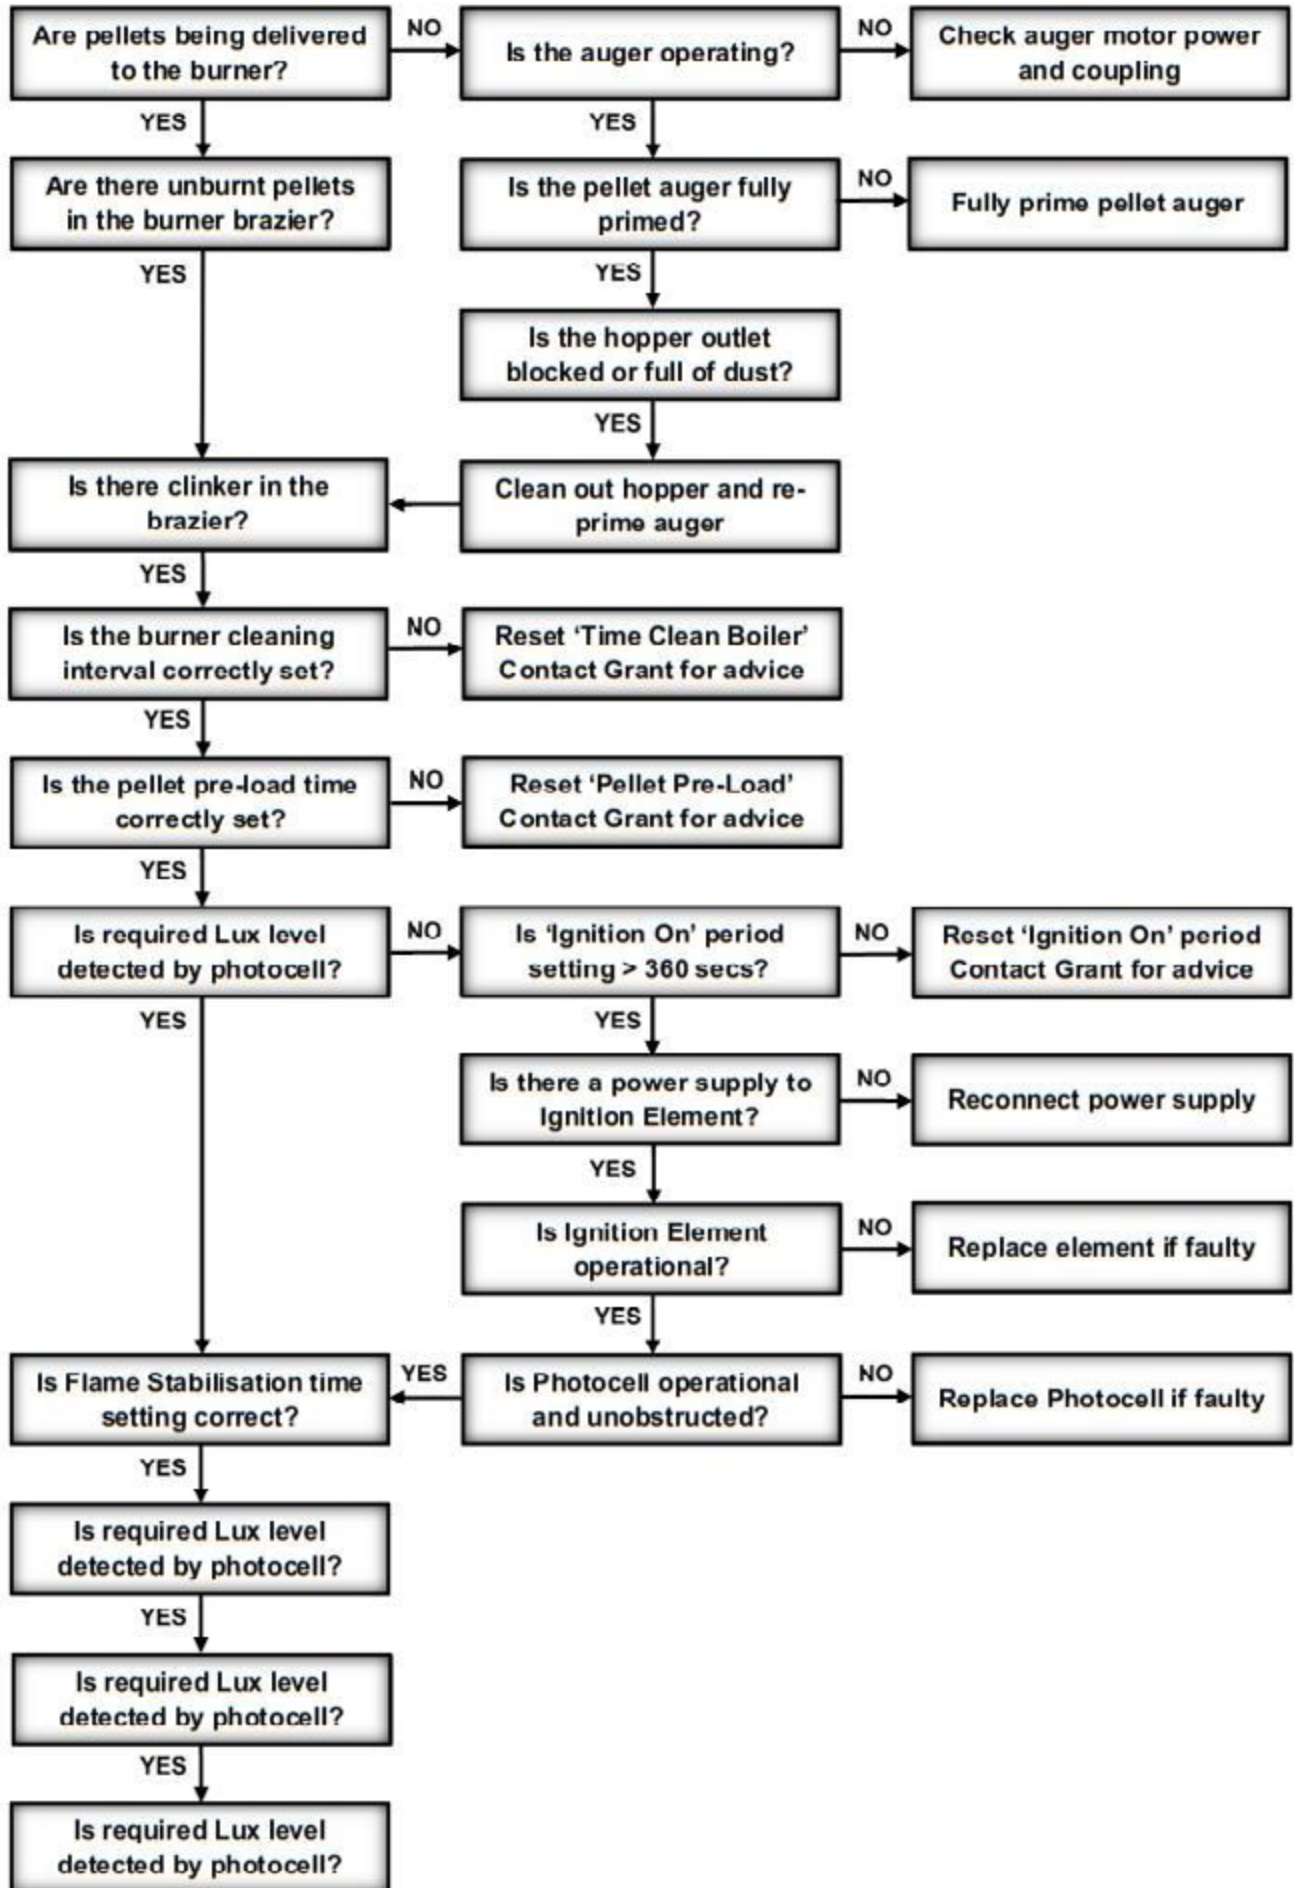 Are pellets being delivered
to the burner?
NO
Is the auger operating?
NO
Check auger motor power
and coupling
YES
YES
Are there unburnt pellets
in the burner brazier?
Is the pellet auger fully
primed?
NO
Fully prime pellet auger
YES
YES
Is the hopper outlet
blocked or full of dust?
YES
Is there clinker in the
brazier?
Clean out hopper and re-
prime auger
YES
Is the burner cleaning
interval correctly set?
NO
Reset ‘Time Clean Boiler’
Contact Grant for advice
YES
Is the pellet pre-load time
correctly set?
NO
Reset ‘Pellet Pre-Load’
Contact Grant for advice
YES
Is required Lux level
detected by photocell?
NO
Is ‘Ignition On’ period
setting > 360 secs?
NO
Reset ‘Ignition On’ period
Contact Grant for advice
YES
YES
Is there a power supply to
Ignition Element?
NO
Reconnect power supply
YES
Is Ignition Element
operational?
NO
Replace element if faulty
YES
Is Flame Stabilisation time
setting correct?
YES
Is Photocell operational
and unobstructed?
NO
Replace Photocell if faulty
YES
Is required Lux level
detected by photocell?
YES
Is required Lux level
detected by photocell?
YES
Is required Lux level
detected by photocell?